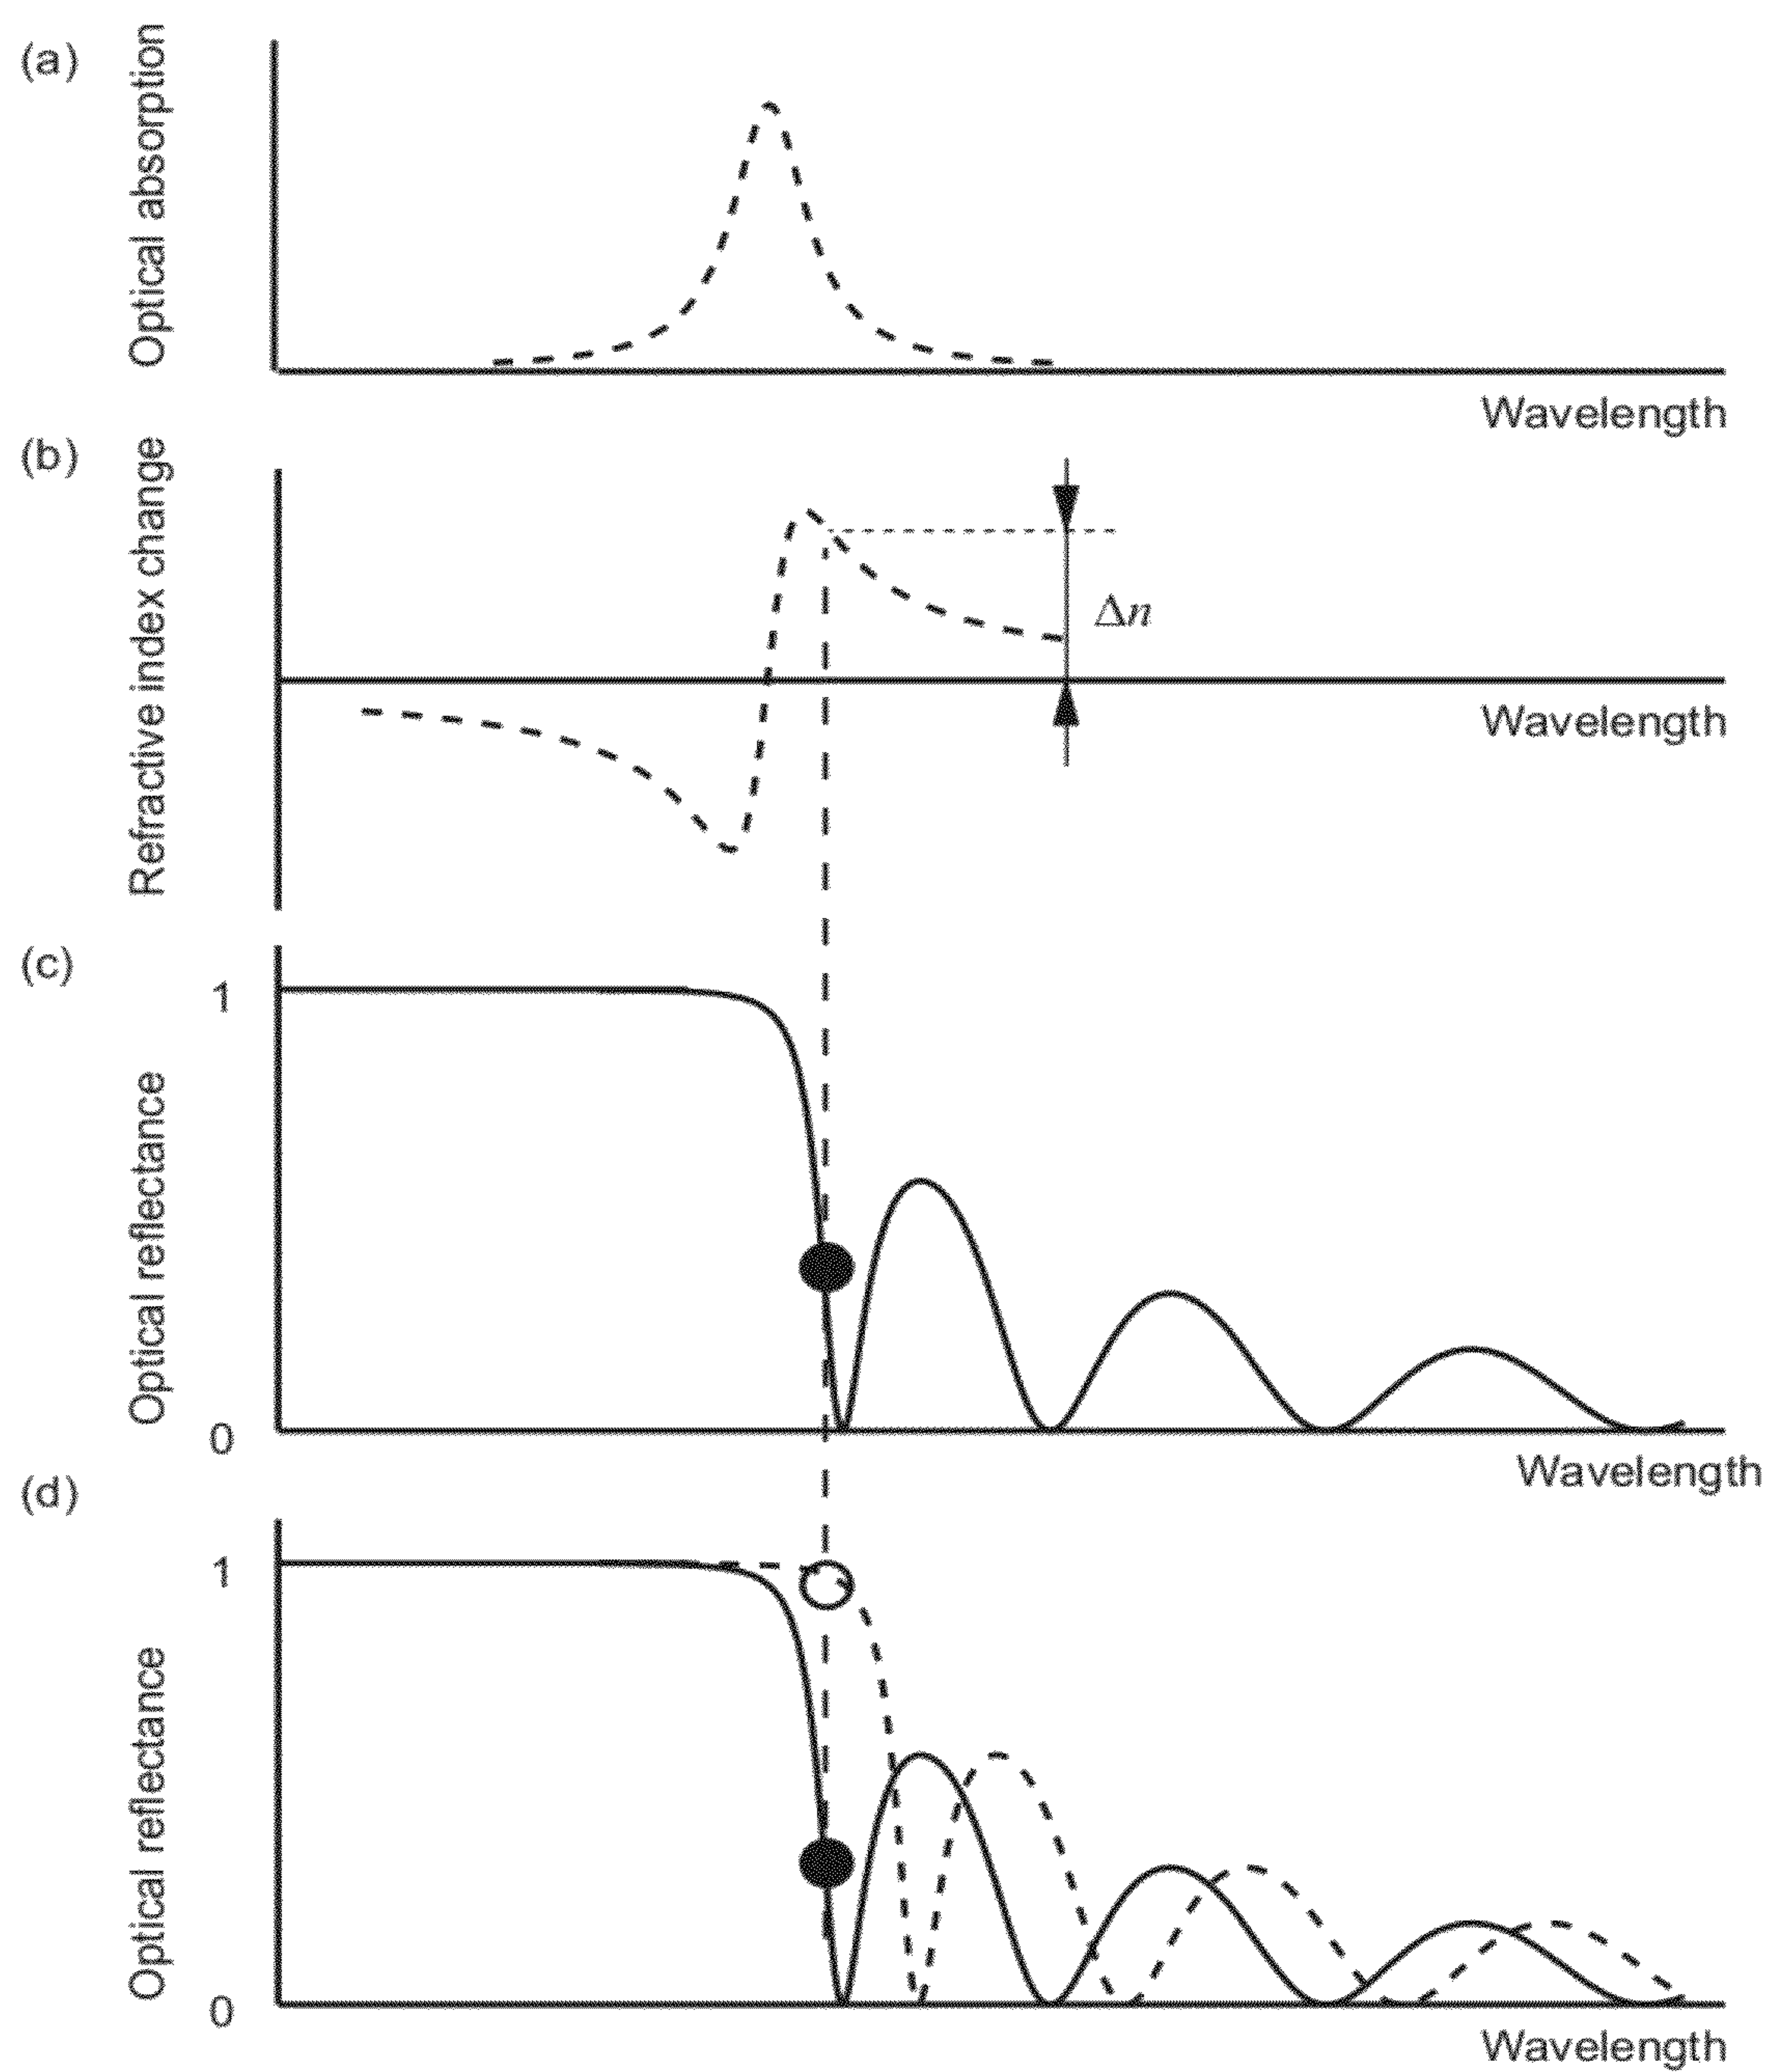 (a)
Optical absorption
Wavelength
(b)
Refractive index change
Δn
Wavelength
(c)
1
Optical reflectance
0
Wavelength
(d)
1
Optical reflectance
0
Wavelength